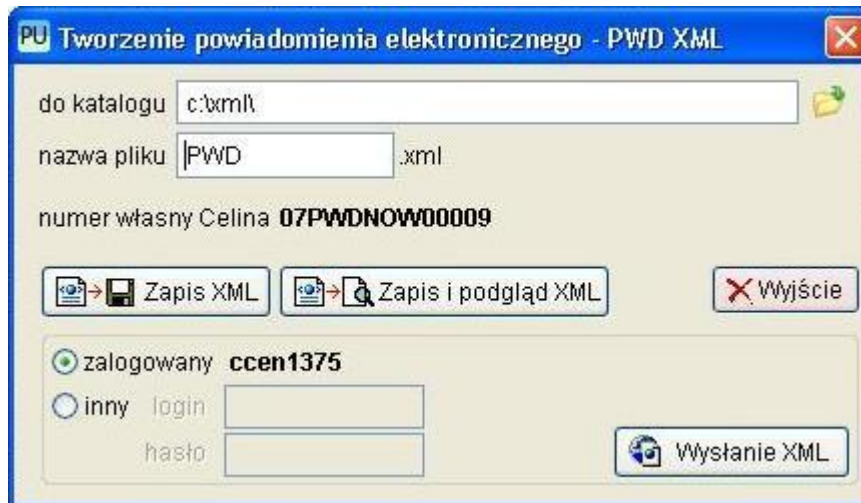 PU Tworzenie powiadomienia elektronicznego - PWD XML
do katalogu c:\xml\
nazwa pliku PWD .xml
numer własny Celina 07PWDNOW00009
Zapis XML Zapis i podgląd XML Wyjście
zalogowany ccen1375
inny login
hasło
Wysłanie XML